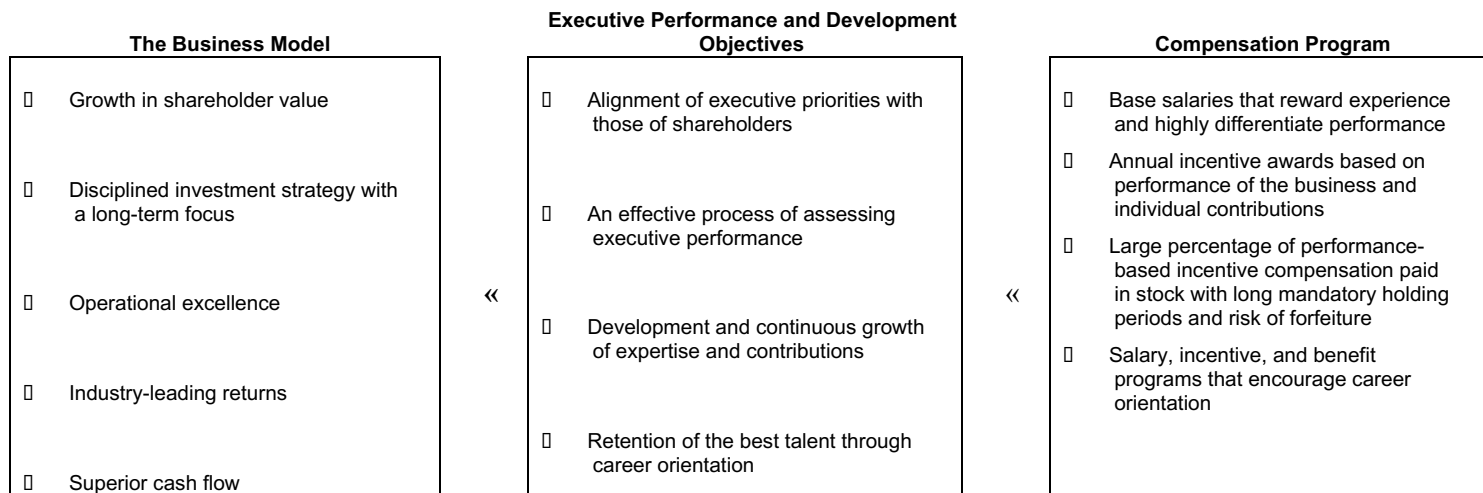 The Business Model
▯ Growth in shareholder value
▯ Disciplined investment strategy with
a long-term focus
▯ Operational excellence
▯ Industry-leading returns
▯ Superior cash flow
«
Executive Performance and Development
Objectives
▯ Alignment of executive priorities with
those of shareholders
▯ An effective process of assessing
executive performance
▯ Development and continuous growth
of expertise and contributions
▯ Retention of the best talent through
career orientation
«
Compensation Program
▯ Base salaries that reward experience
and highly differentiate performance
▯ Annual incentive awards based on
performance of the business and
individual contributions
▯ Large percentage of performance-
based incentive compensation paid
in stock with long mandatory holding
periods and risk of forfeiture
▯ Salary, incentive, and benefit
programs that encourage career
orientation